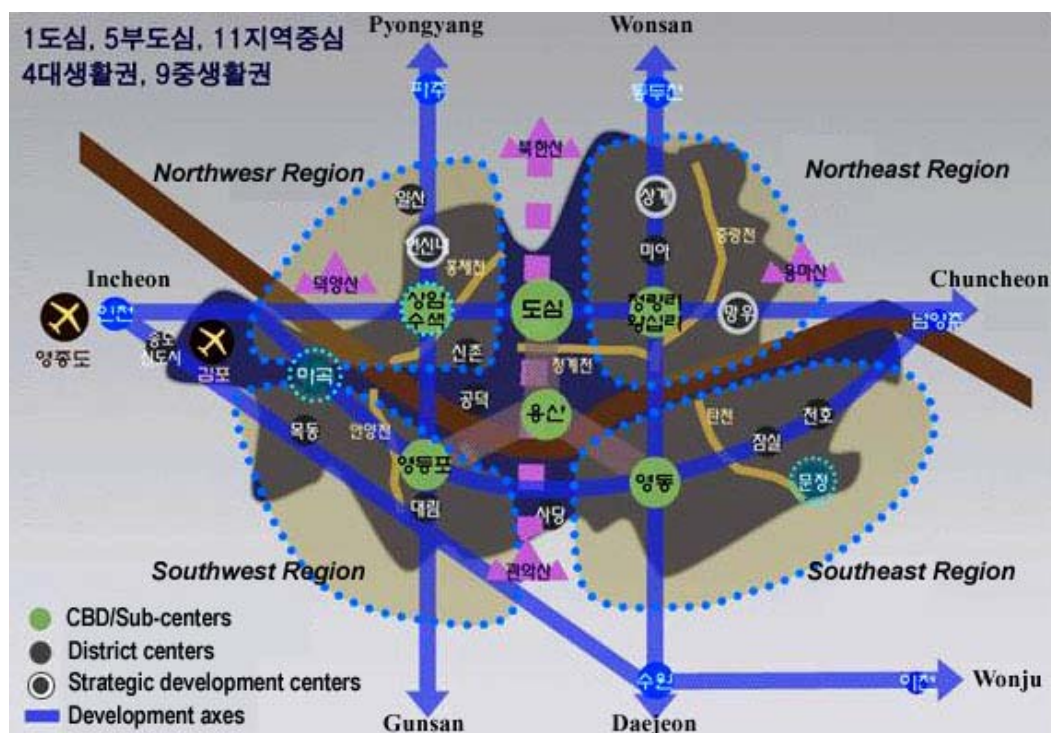 1도심, 5부도심, 11지역중심
4대생활권, 9중생활권
Pyongyang
Wonsan
파주
동두천
북한산
Northwesr Region
Northeast Region
일산
상계
연신내
미아
중랑천
홍제천
덕양산
용마산
Incheon
Chuncheon
인천
상암
수색
도심
청량리
왕십리
망우
남양주
영종도
송도
신도시
김포
신촌
청계천
마곡
공덕
용산
목동
안양천
탄천
천호
잠실
영등포
영동
문정
대림
사당
관악산
Southwest Region
Southeast Region
CBD/Sub-centers
District centers
Strategic development centers
Development axes
수원
이천
Wonju
Gunsan
Daejeon